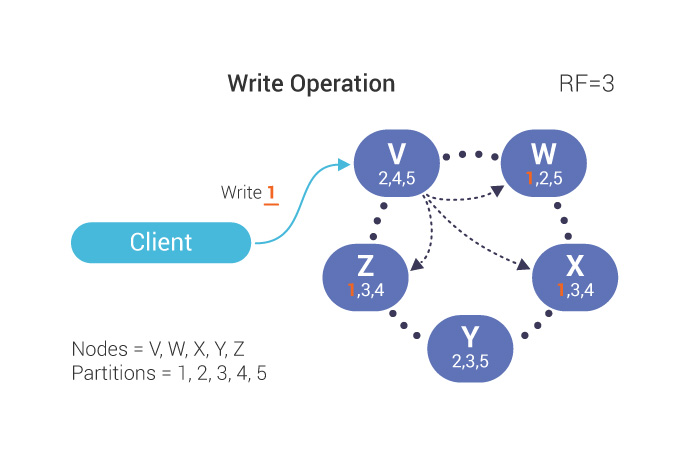 Write Operation
RF=3
V
2,4,5
W
1,2,5
Write 1
Client
Z
1,3,4
X
1,3,4
Y
2,3,5
Nodes = V, W, X, Y, Z
Partitions = 1, 2, 3, 4, 5